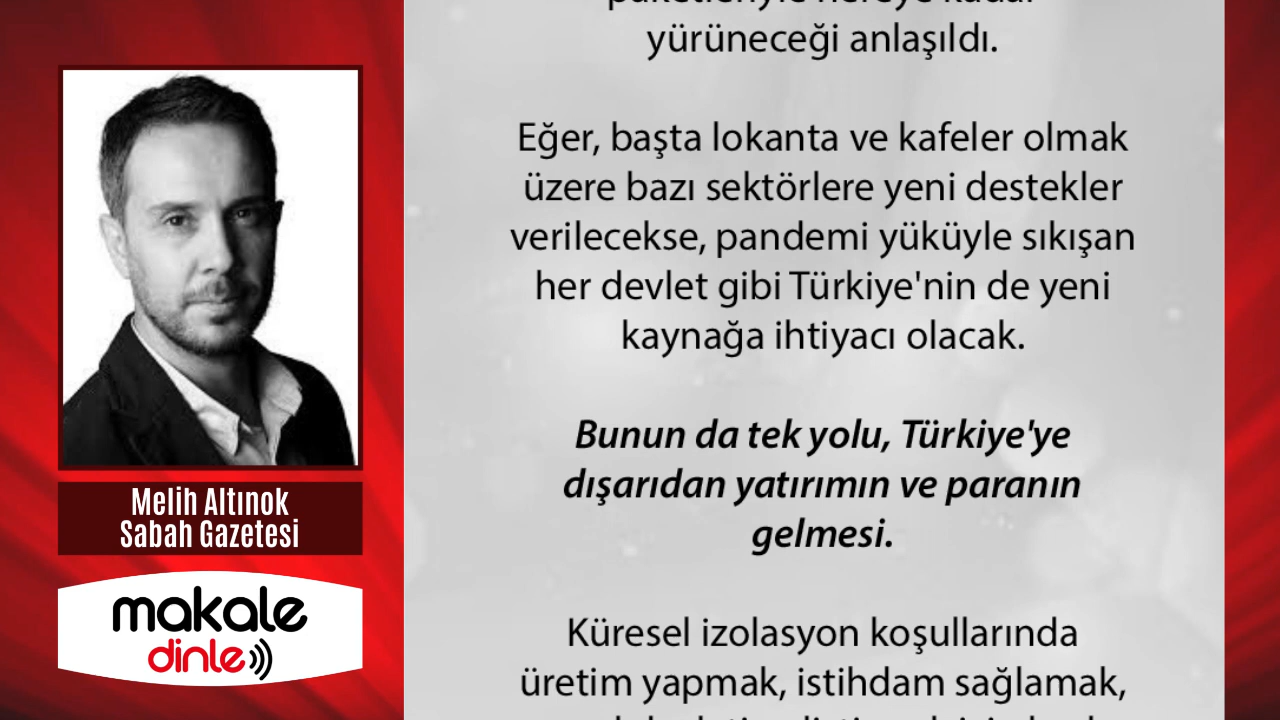 yürüneceği anlaşıldı.
Eğer, başta lokanta ve kafeler olmak
üzere bazı sektörlere yeni destekler
verilecekse, pandemi yüküyle sıkışan
her devlet gibi Türkiye'nin de yeni
kaynağa ihtiyacı olacak.
Bunun da tek yolu, Türkiye'ye
dışarıdan yatırımın ve paranın
gelmesi.
Küresel izolasyon koşullarında
üretim yapmak, istihdam sağlamak,
Melih Altınok
Sabah Gazetesi
makale
dinle